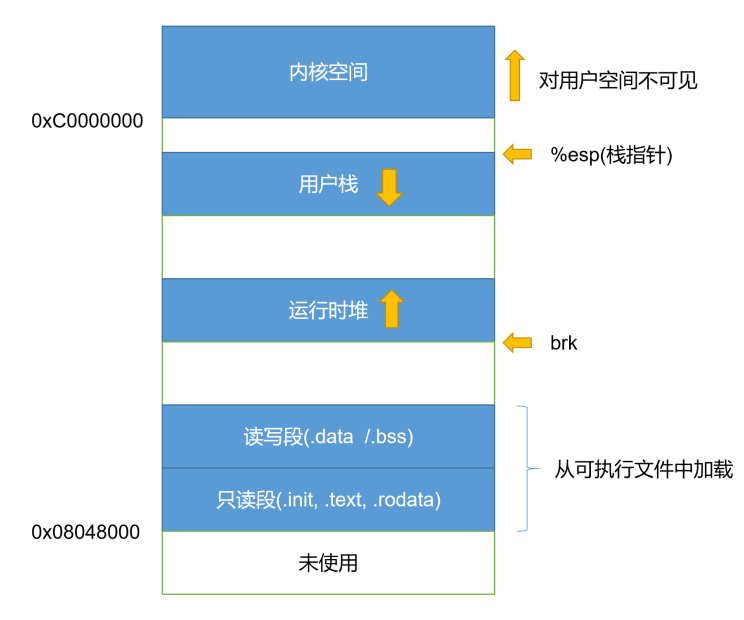 内核空间
对用户空间不可见
0xC0000000
%esp(栈指针)
用户栈
运行时堆
brk
读写段(.data /.bss)
从可执行文件中加载
只读段(.init, .text, .rodata)
0x08048000
未使用